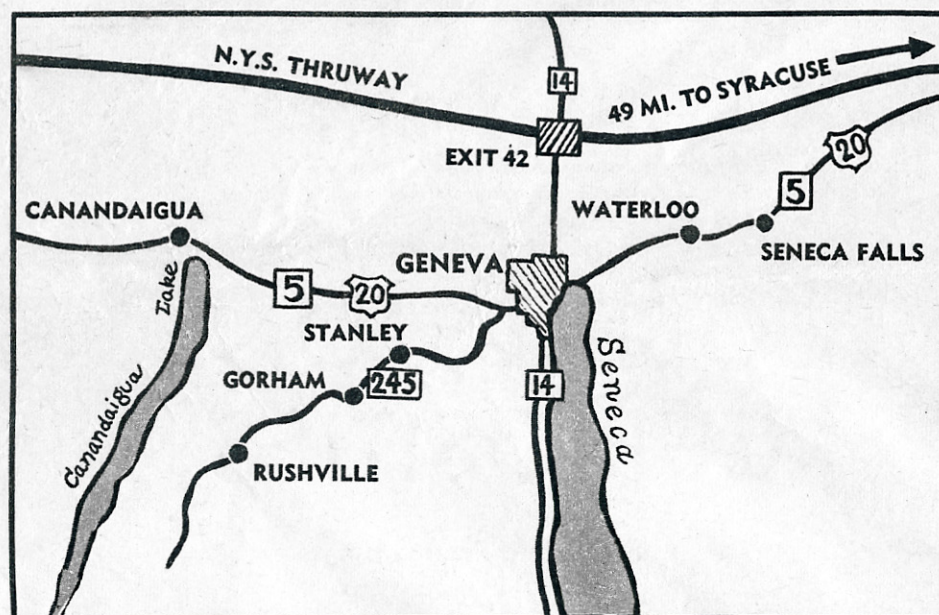 14
N.Y.S. THRUWAY
49 MI. TO SYRACUSE
EXIT 42
20
5
CANANDAIGUA
WATERLOO
SENECA FALLS
GENEVA
Lake
5
20
STANLEY
GORHAM
245
14
Seneca
Canandaigua
RUSHVILLE